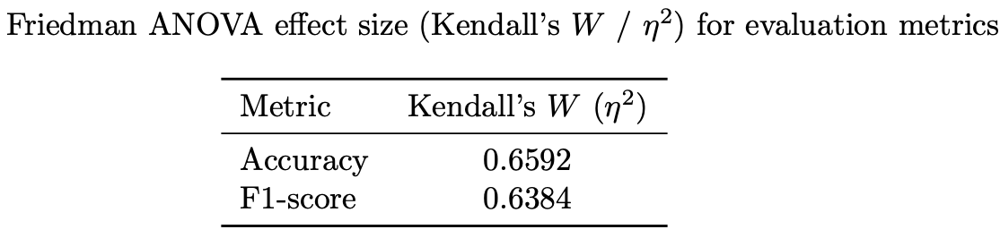 Friedman ANOVA effect size (Kendall's W / η²) for evaluation metrics
Metric Kendall's W (η²)
Accuracy 0.6592
F1-score 0.6384